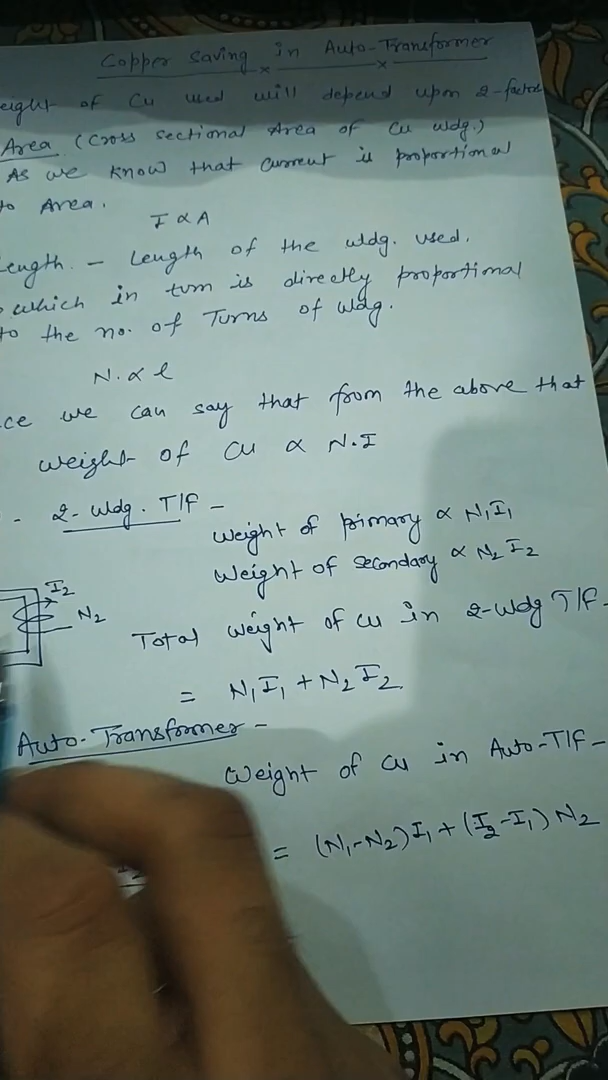 Copper saving in Auto-Transformer
eight of Cu used will depend upon 2-factors
Area (Cross sectional Area of Cu wdg.)
As we know that current is proportional
to Area.
I ∝ A
Length. - Length of the wdg. used.
which in turn is directly proportional
to the no. of Turns of wdg.
N. ∝ l
ce we can say that from the above that
weight of Cu ∝ N.I
- 2-wdg. T/F -
Weight of primary ∝ N₁I₁
Weight of secondary ∝ N₂ I₂
I₂
N₂
Total weight of Cu in 2-wdg T/F -
= N₁I₁ + N₂I₂
Auto-Transformer -
Weight of Cu in Auto-T/F -
= (N₁-N₂)I₁ + (I₂-I₁) N₂